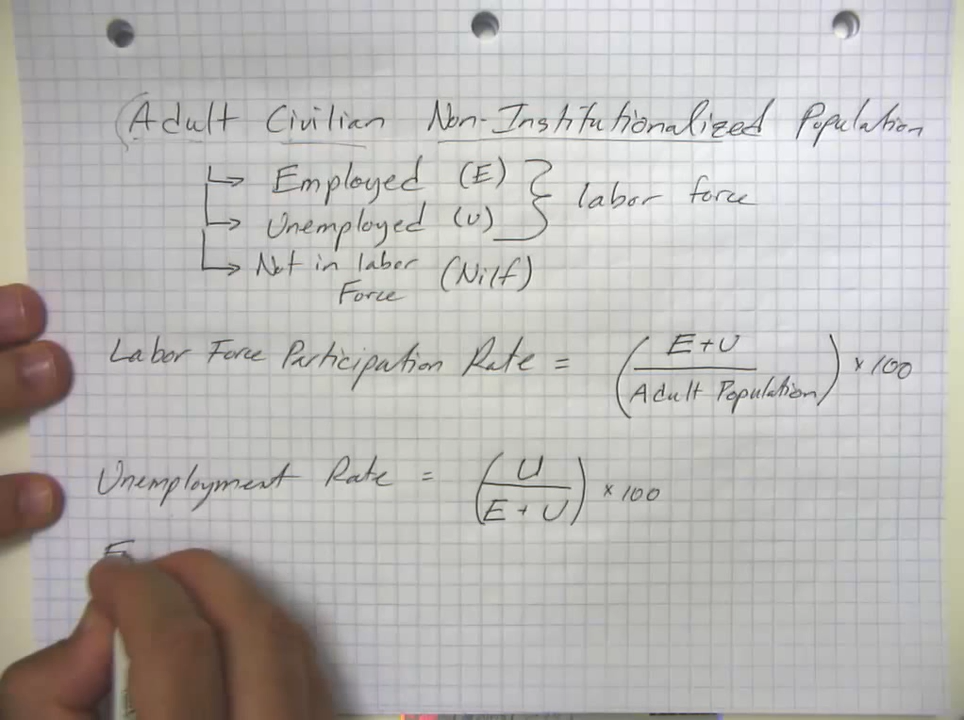 Adult Civilian Non-Institutionalized Population
Employed (E)
Unemployed (U)
labor force
Not in labor
Force
(Nilf)
Labor Force Participation Rate = (E+U / Adult Population) × 100
Unemployment Rate = (U / E + U) × 100
E